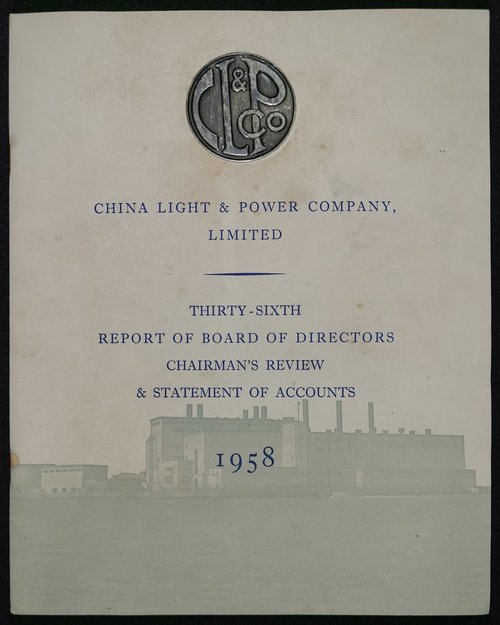 CL&P
CO
CHINA LIGHT & POWER COMPANY,
LIMITED
THIRTY-SIXTH
REPORT OF BOARD OF DIRECTORS
CHAIRMAN'S REVIEW
& STATEMENT OF ACCOUNTS
1958